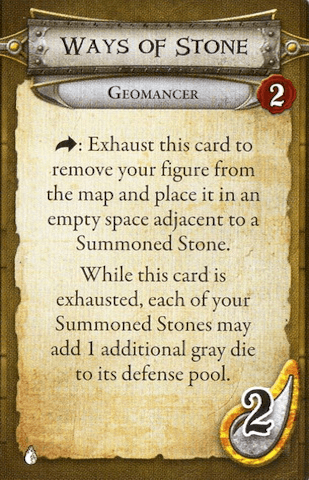 Ways of Stone
Geomancer
2
: Exhaust this card to
remove your figure from
the map and place it in an
empty space adjacent to a
Summoned Stone.
While this card is
exhausted, each of your
Summoned Stones may
add 1 additional gray die
to its defense pool.
2